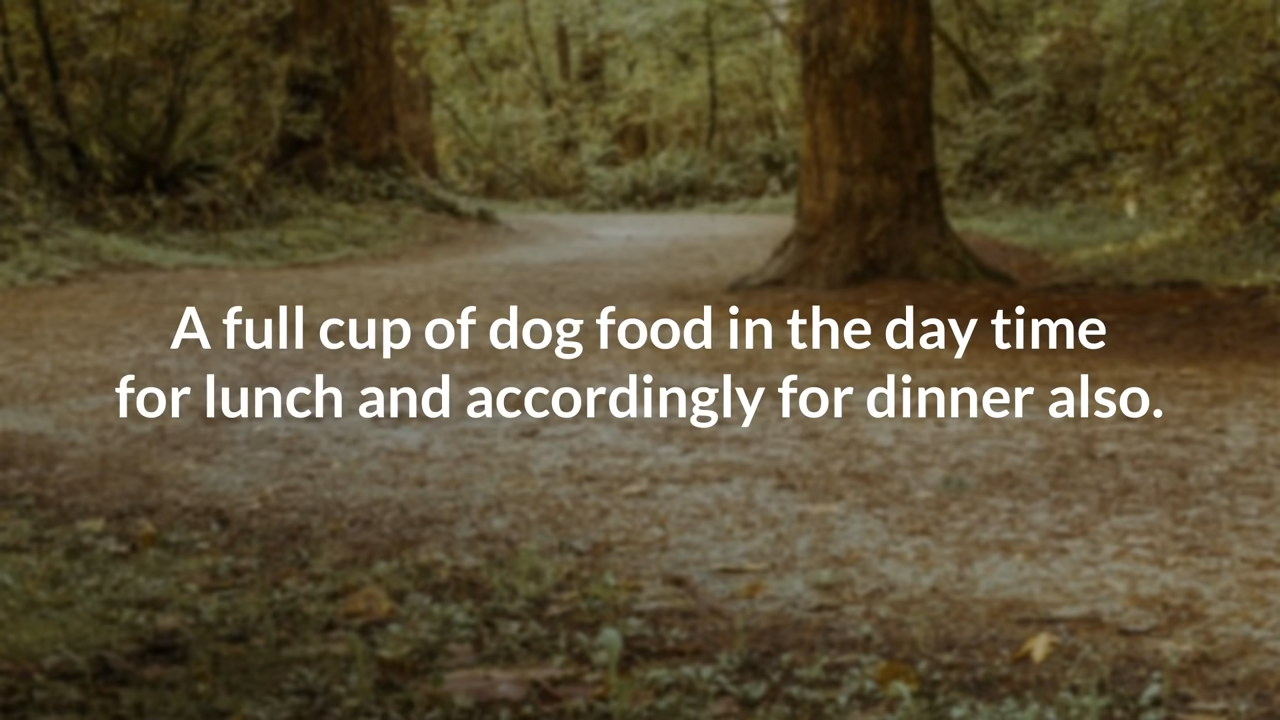 A full cup of dog food in the day time
for lunch and accordingly for dinner also.